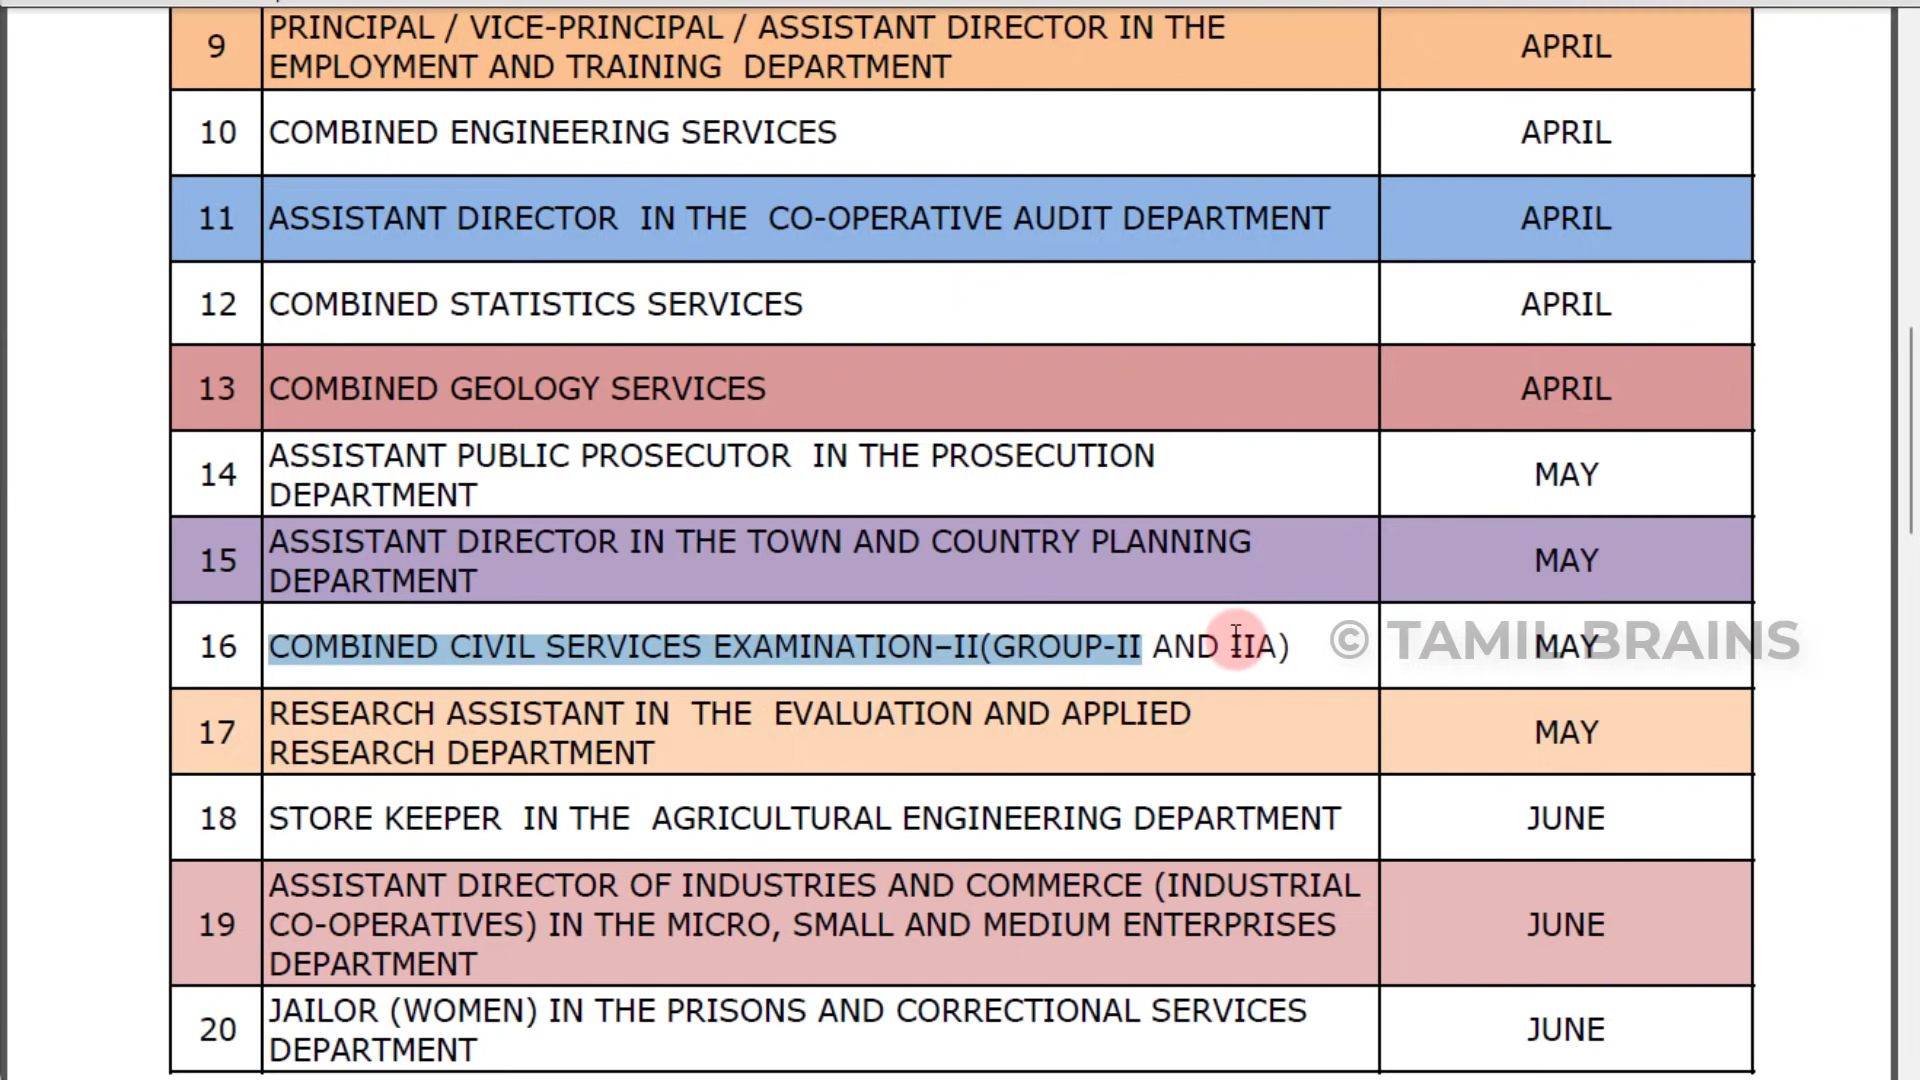 9
PRINCIPAL / VICE-PRINCIPAL / ASSISTANT DIRECTOR IN THE
EMPLOYMENT AND TRAINING DEPARTMENT
APRIL
10
COMBINED ENGINEERING SERVICES
APRIL
11
ASSISTANT DIRECTOR IN THE CO-OPERATIVE AUDIT DEPARTMENT
APRIL
12
COMBINED STATISTICS SERVICES
APRIL
13
COMBINED GEOLOGY SERVICES
APRIL
14
ASSISTANT PUBLIC PROSECUTOR IN THE PROSECUTION
DEPARTMENT
MAY
15
ASSISTANT DIRECTOR IN THE TOWN AND COUNTRY PLANNING
DEPARTMENT
MAY
16
COMBINED CIVIL SERVICES EXAMINATION–II(GROUP-II AND IIA)
MAY
© TAMIL BRAINS
17
RESEARCH ASSISTANT IN THE EVALUATION AND APPLIED
RESEARCH DEPARTMENT
MAY
18
STORE KEEPER IN THE AGRICULTURAL ENGINEERING DEPARTMENT
JUNE
19
ASSISTANT DIRECTOR OF INDUSTRIES AND COMMERCE (INDUSTRIAL
CO-OPERATIVES) IN THE MICRO, SMALL AND MEDIUM ENTERPRISES
DEPARTMENT
JUNE
20
JAILOR (WOMEN) IN THE PRISONS AND CORRECTIONAL SERVICES
DEPARTMENT
JUNE